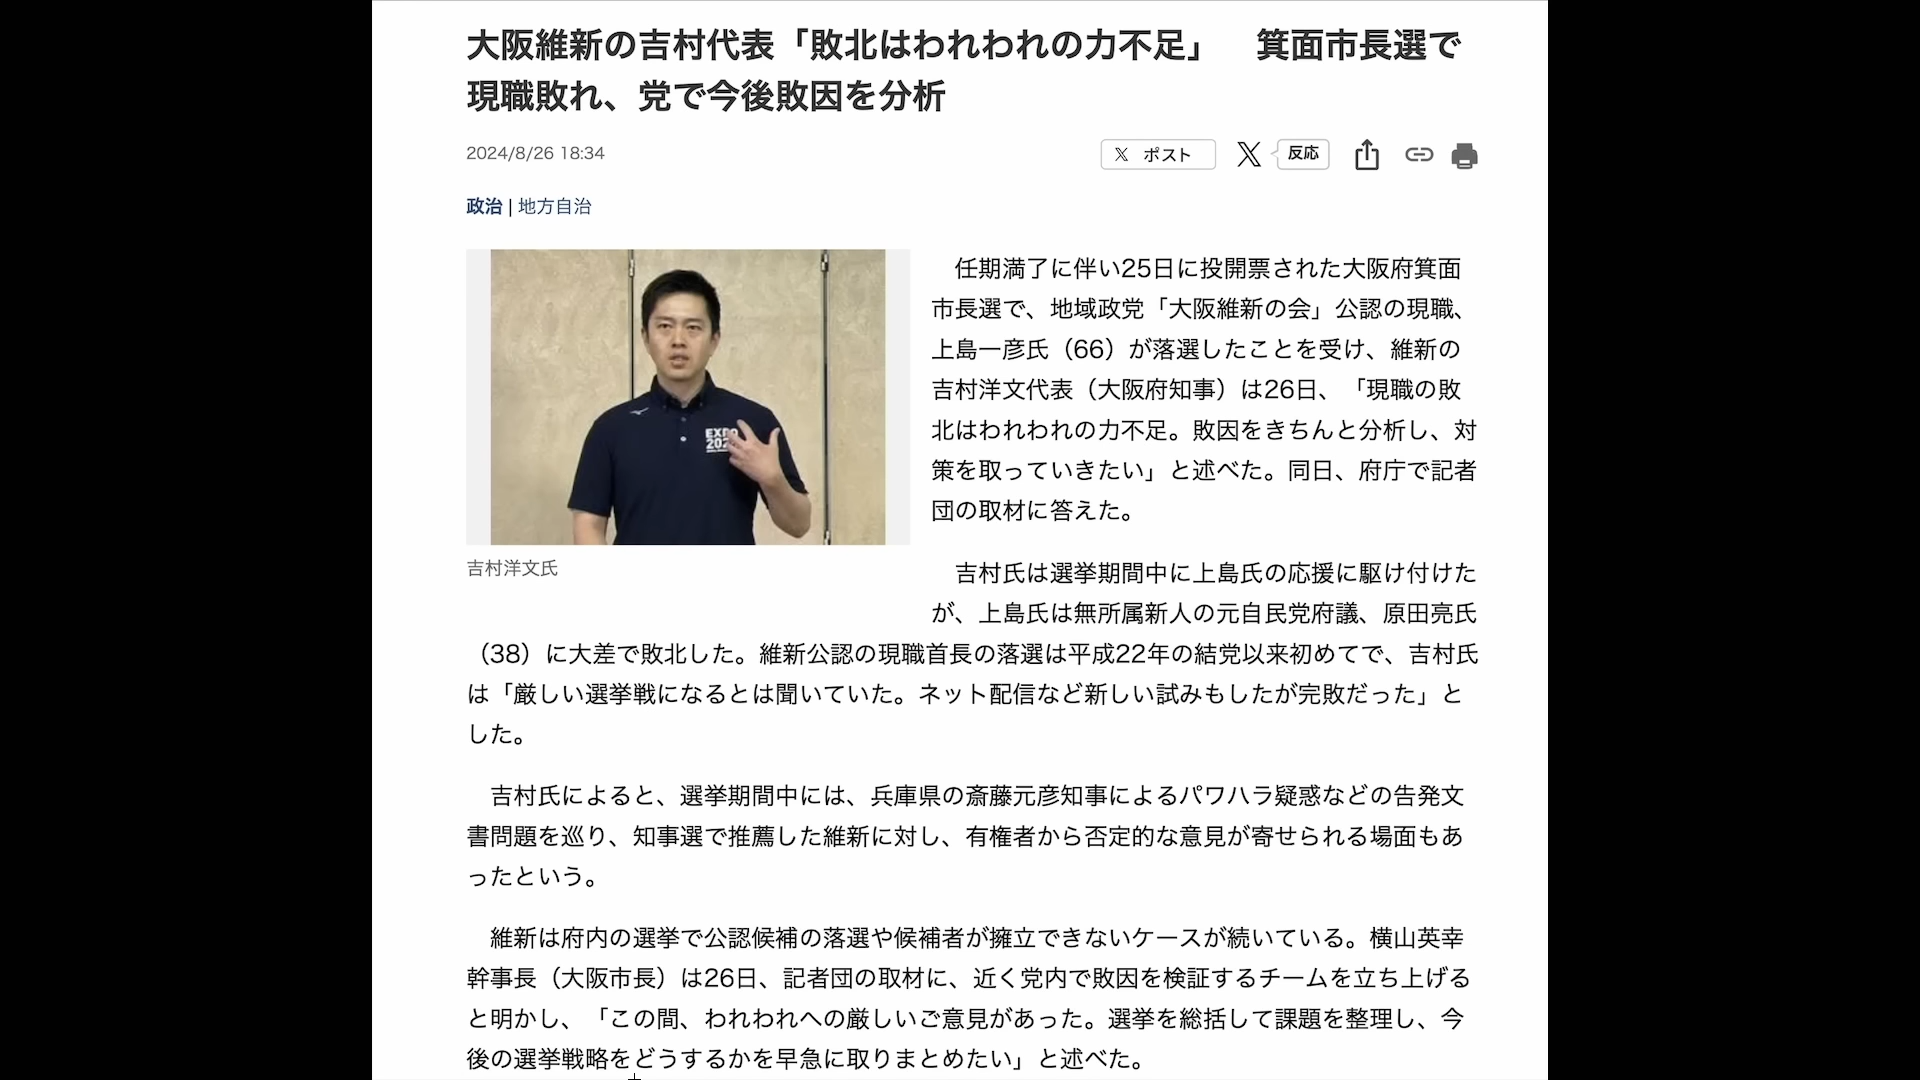 大阪維新の吉村代表「敗北はわれわれの力不足」　箕面市長選で
現職敗れ、党で今後敗因を分析
2024/8/26 18:34
X ポスト
X 反応
政治 | 地方自治
EXPO
202
吉村洋文氏
任期満了に伴い25日に投開票された大阪府箕面
市長選で、地域政党「大阪維新の会」公認の現職、
上島一彦氏（66）が落選したことを受け、維新の
吉村洋文代表（大阪府知事）は26日、「現職の敗
北はわれわれの力不足。敗因をきちんと分析し、対
策を取っていきたい」と述べた。同日、府庁で記者
団の取材に答えた。
吉村氏は選挙期間中に上島氏の応援に駆け付けた
が、上島氏は無所属新人の元自民党府議、原田亮氏
（38）に大差で敗北した。維新公認の現職首長の落選は平成22年の結党以来初めてで、吉村氏
は「厳しい選挙戦になるとは聞いていた。ネット配信など新しい試みもしたが完敗だった」と
した。
吉村氏によると、選挙期間中には、兵庫県の斎藤元彦知事によるパワハラ疑惑などの告発文
書問題を巡り、知事選で推薦した維新に対し、有権者から否定的な意見が寄せられる場面もあ
ったという。
維新は府内の選挙で公認候補の落選や候補者が擁立できないケースが続いている。横山英幸
幹事長（大阪市長）は26日、記者団の取材に、近く党内で敗因を検証するチームを立ち上げる
と明かし、「この間、われわれへの厳しいご意見があった。選挙を総括して課題を整理し、今
後の選挙戦略をどうするかを早急に取りまとめたい」と述べた。